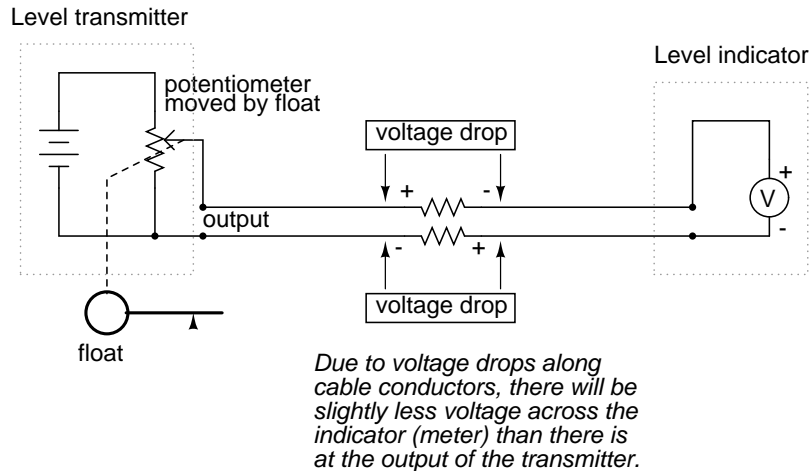 Level transmitter
Level indicator
potentiometer
moved by float
voltage drop
+ -
+
V
-
output
- +
voltage drop
float
Due to voltage drops along
cable conductors, there will be
slightly less voltage across the
indicator (meter) than there is
at the output of the transmitter.